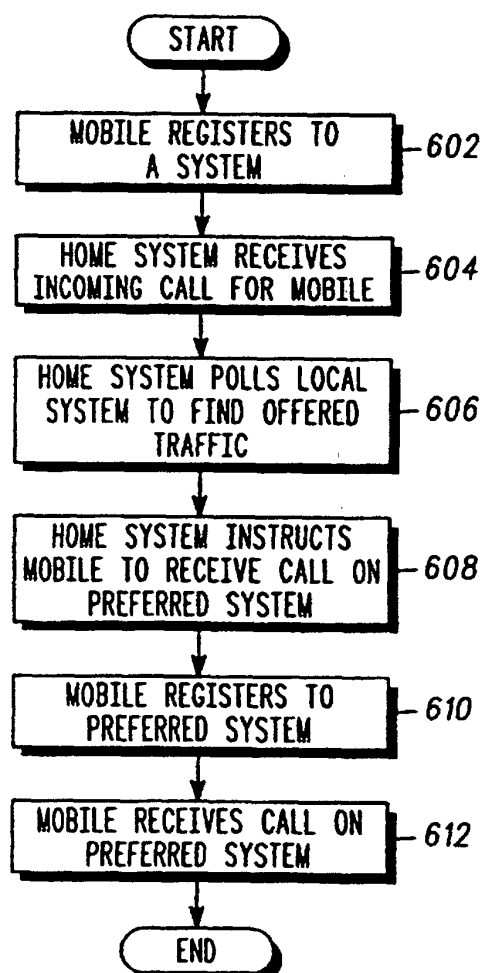 START
MOBILE REGISTERS TO
A SYSTEM
602
HOME SYSTEM RECEIVES
INCOMING CALL FOR MOBILE
604
HOME SYSTEM POLLS LOCAL
SYSTEM TO FIND OFFERED
TRAFFIC
606
HOME SYSTEM INSTRUCTS
MOBILE TO RECEIVE CALL ON
PREFERRED SYSTEM
608
MOBILE REGISTERS TO
PREFERRED SYSTEM
610
MOBILE RECEIVES CALL ON
PREFERRED SYSTEM
612
END